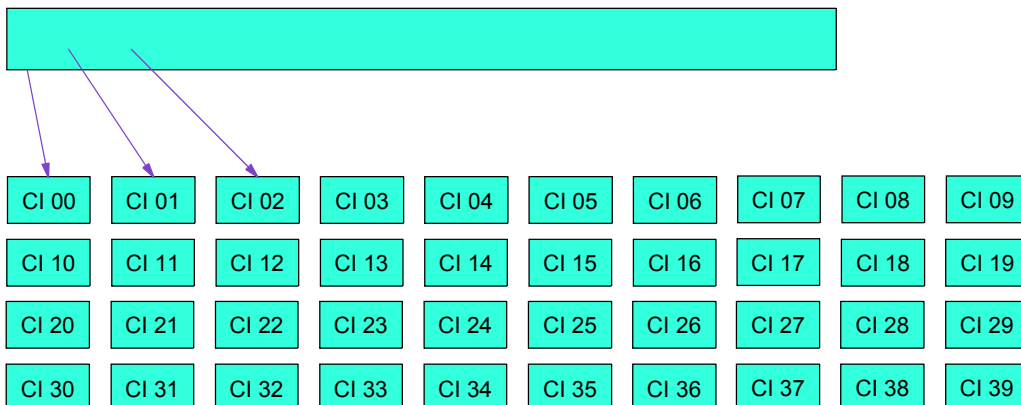 CI 00 CI 01 CI 02 CI 03 CI 04 CI 05 CI 06 CI 07 CI 08 CI 09
CI 10 CI 11 CI 12 CI 13 CI 14 CI 15 CI 16 CI 17 CI 18 CI 19
CI 20 CI 21 CI 22 CI 23 CI 24 CI 25 CI 26 CI 27 CI 28 CI 29
CI 30 CI 31 CI 32 CI 33 CI 34 CI 35 CI 36 CI 37 CI 38 CI 39